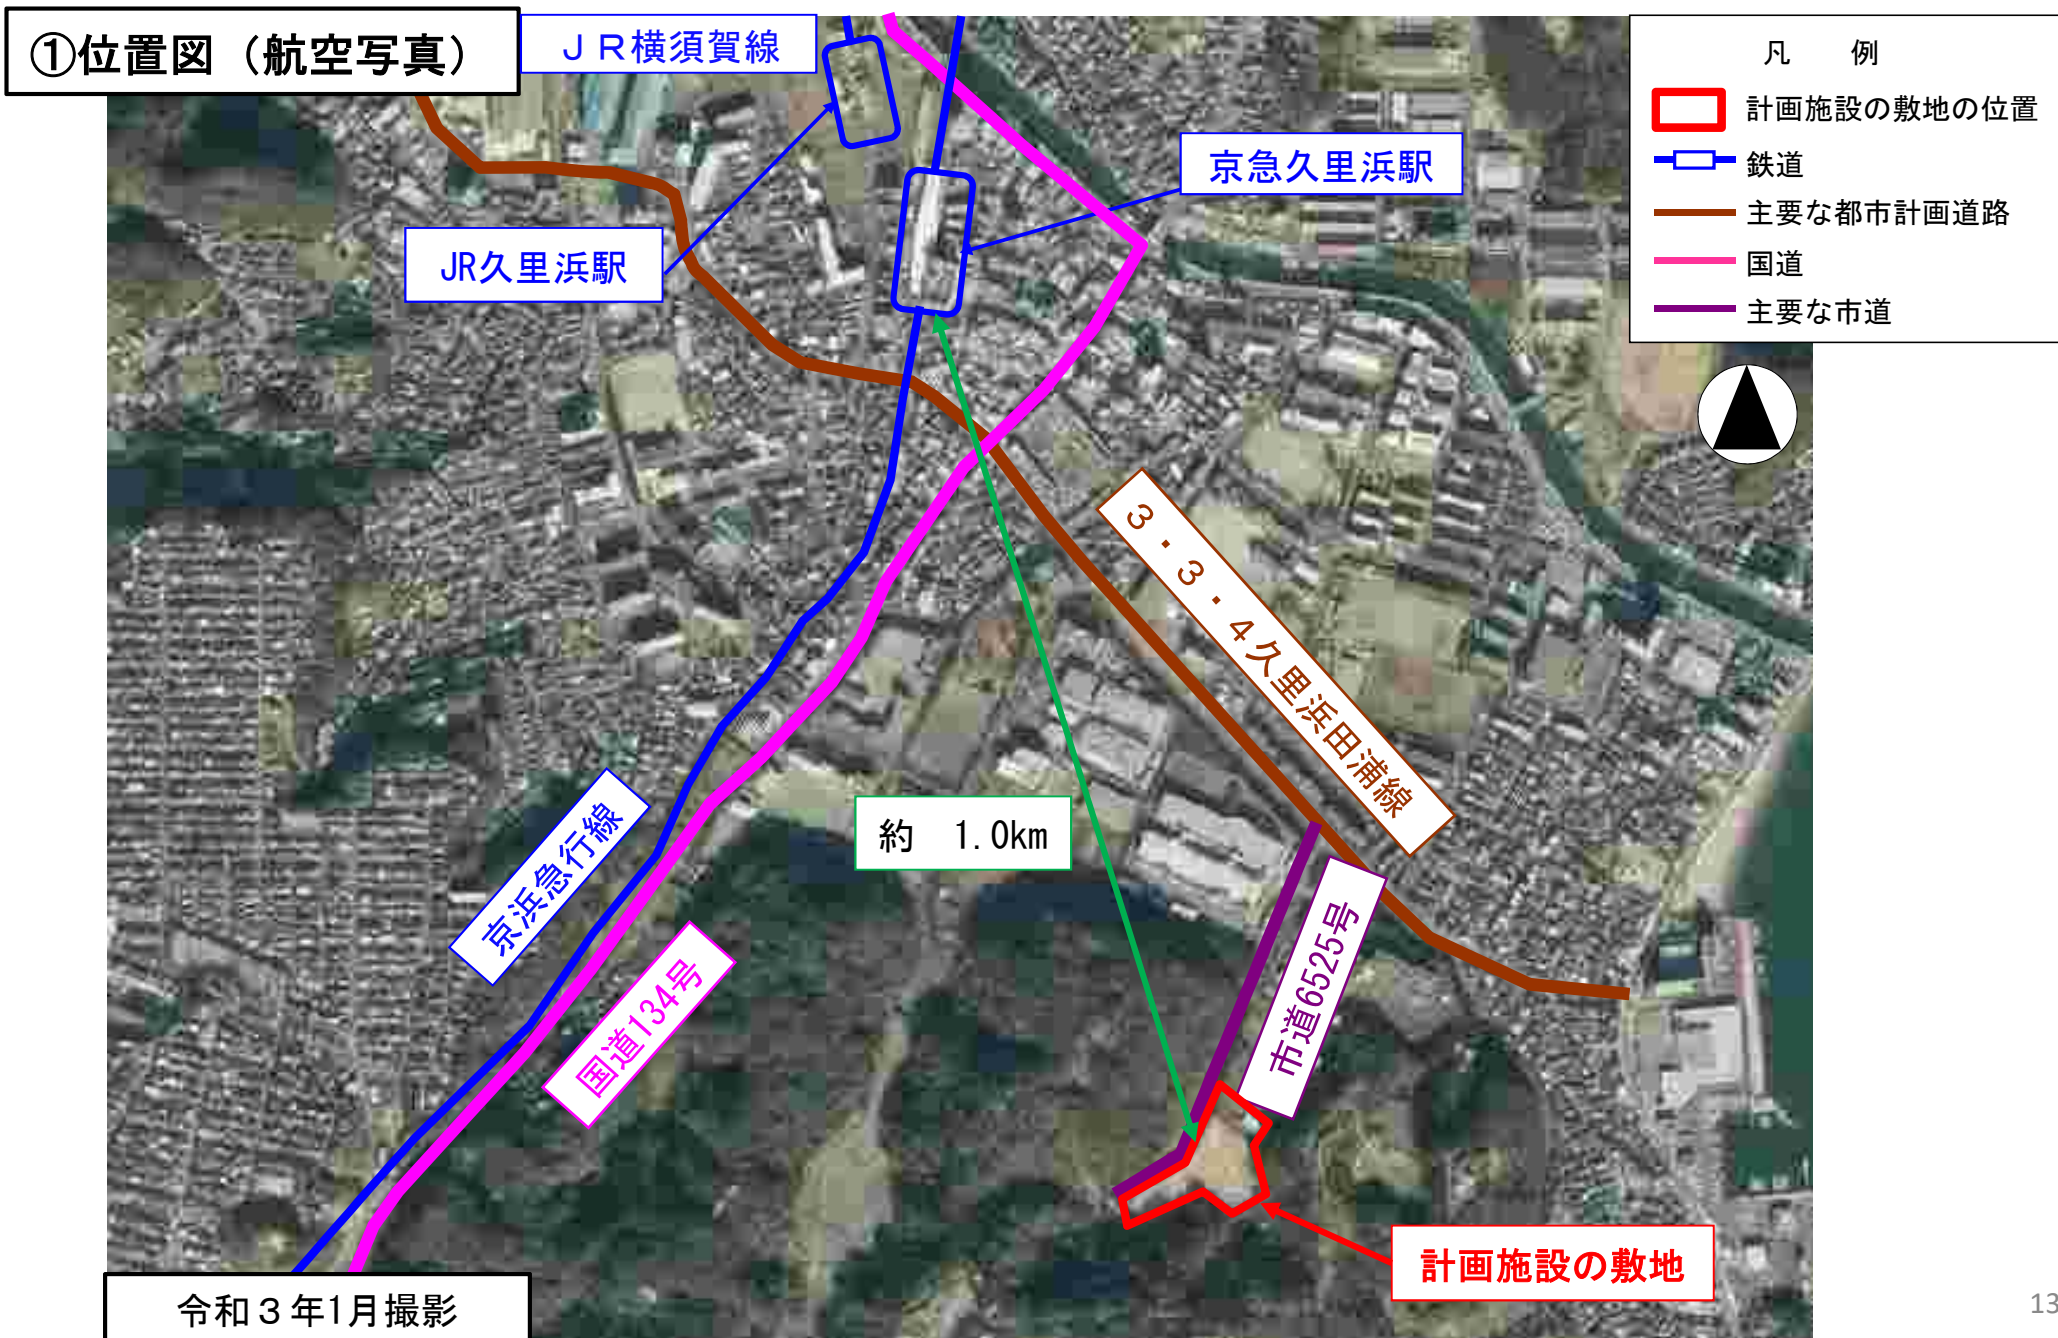 ①位置図（航空写真）
ＪＲ横須賀線
JR久里浜駅
京急久里浜駅
凡　例
計画施設の敷地の位置
鉄道
主要な都市計画道路
国道
主要な市道
３・３・４久里浜田浦線
約　1.0km
京浜急行線
国道134号
市道6525号
計画施設の敷地
令和３年1月撮影
13